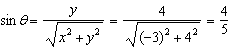 sin θ = y / √(x² + y²) = 4 / √((−3)² + 4²) = 4/5